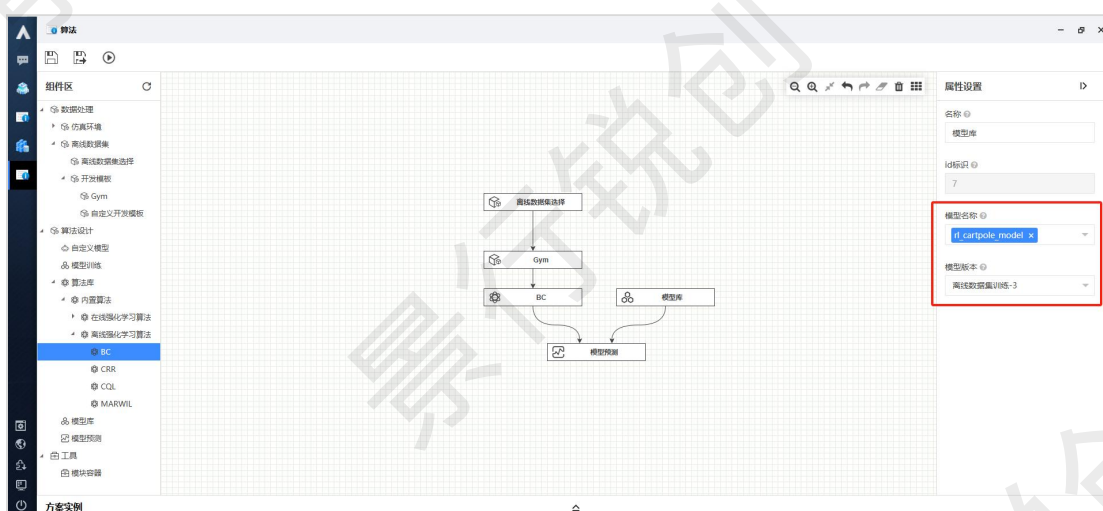 算法
组件区
数据处理
仿真环境
离线数据集
离线数据集选择
开发模板
Gym
自定义开发模板
算法设计
自定义模型
模型训练
算法库
内置算法
在线强化学习算法
离线强化学习算法
BC
CRR
CQL
MARWIL
模型库
模型预测
工具
模块容器
方案实例
离线数据集选择
Gym
BC
模型库
模型预测
属性设置
名称
模型库
id标识
7
模型名称
rl_cartpole_model ×
模型版本
离线数据集训练-3
景行锐创